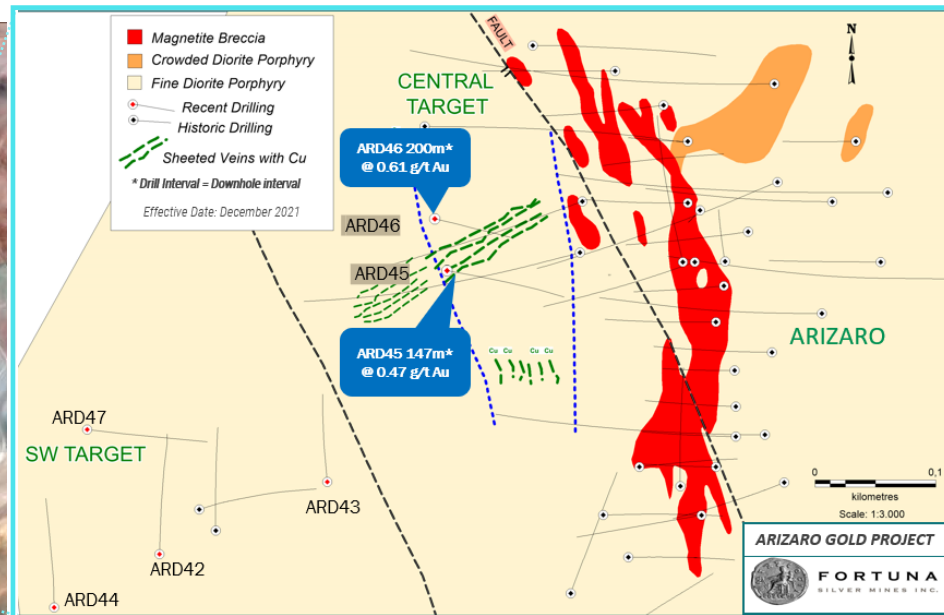 Magnetite Breccia
Crowded Diorite Porphyry
Fine Diorite Porphyry
Recent Drilling
Historic Drilling
Sheeted Veins with Cu
* Drill Interval = Downhole interval
Effective Date: December 2021
FAULT
N
CENTRAL
TARGET
ARD46 200m*
@ 0.61 g/t Au
ARD46
ARD45
ARD45 147m*
@ 0.47 g/t Au
Cu Cu Cu Cu
ARIZARO
ARD47
SW TARGET
ARD43
ARD42
ARD44
0 0,1
kilometres
Scale: 1:3.000
ARIZARO GOLD PROJECT
FORTUNA
SILVER MINES INC.